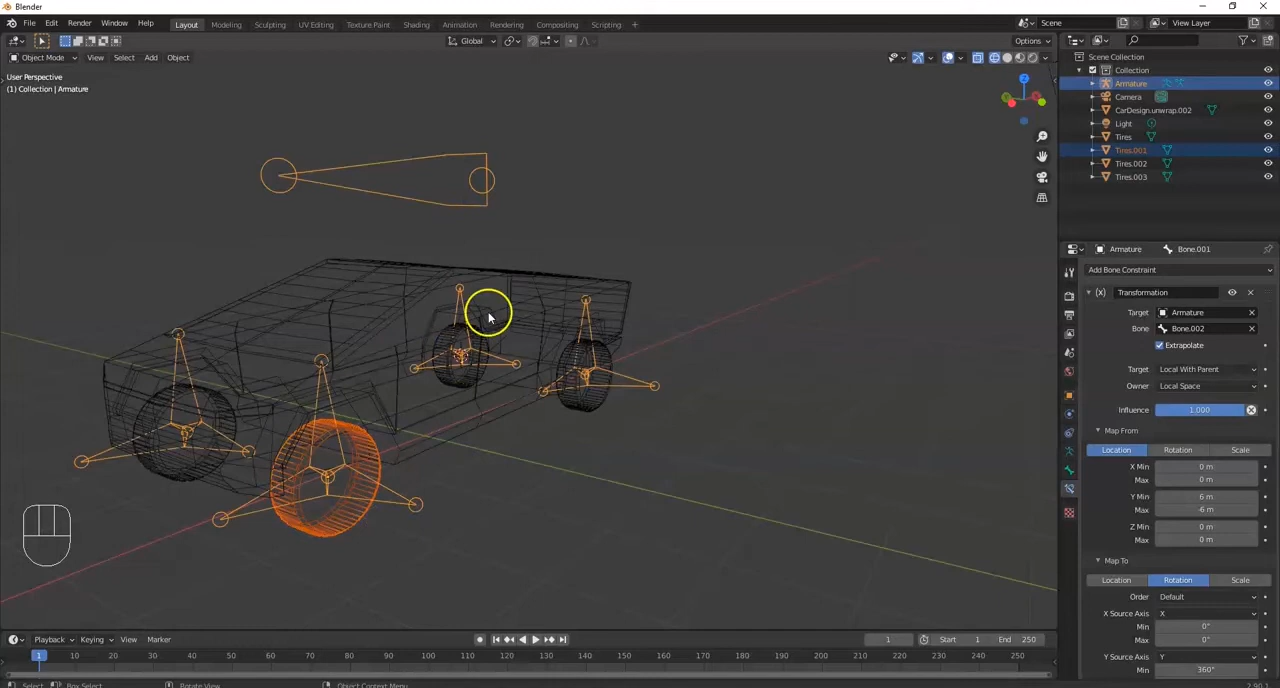 Blender
File Edit Render Window Help Layout Modeling Sculpting UV Editing Texture Paint Shading Animation Rendering Compositing Scripting + Scene View Layer
Global Options
Object Mode View Select Add Object
User Perspective
(1) Collection | Armature
Z
Scene Collection
Collection
Armature
Camera
CarDesign.unwrap.002
Light
Tires
Tires.001
Tires.002
Tires.003
Armature Bone.001
Add Bone Constraint
Transformation
Target Armature
Bone Bone.002
Extrapolate
Target Local With Parent
Owner Local Space
Influence 1.000
Map From
Location Rotation Scale
X Min 0 m
Max 0 m
Y Min 6 m
Max -6 m
Z Min 0 m
Max 0 m
Map To
Location Rotation Scale
Order Default
X Source Axis X
Min 0°
Max 0°
Y Source Axis Y
Min 360°
Playback Keying View Marker 1 Start 1 End 250
1 10 20 30 40 50 60 70 80 90 100 110 120 130 140 150 160 170 180 190 200 210 220 230 240 250
Select Box Select Rotate View Object Context Menu 2.90.1